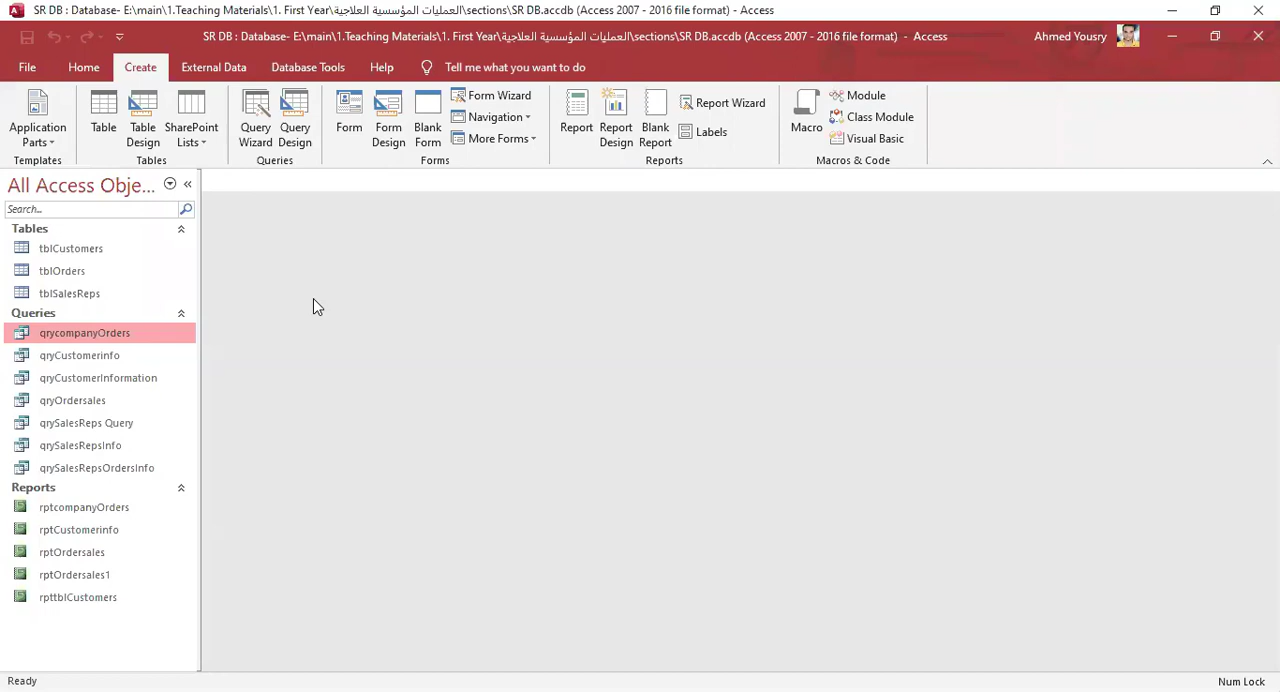 SR DB : Database- E:\main\1.Teaching Materials\1. First Year\العمليات المؤسسية العلاجية\sections\SR DB.accdb (Access 2007 - 2016 file format) - Access
SR DB : Database- E:\main\1.Teaching Materials\1. First Year\العمليات المؤسسية العلاجية\sections\SR DB.accdb (Access 2007 - 2016 file format) - Access
Ahmed Yousry
File Home Create External Data Database Tools Help Tell me what you want to do
Application Parts
Table
Table Design
SharePoint Lists
Query Wizard
Query Design
Form
Form Design
Blank Form
Form Wizard
Navigation
More Forms
Report
Report Design
Blank Report
Report Wizard
Labels
Macro
Module
Class Module
Visual Basic
Templates Tables Queries Forms Reports Macros & Code
All Access Obje...
Search...
Tables
tblCustomers
tblOrders
tblSalesReps
Queries
qrycompanyOrders
qryCustomerinfo
qryCustomerInformation
qryOrdersales
qrySalesReps Query
qrySalesRepsInfo
qrySalesRepsOrdersInfo
Reports
rptcompanyOrders
rptCustomerinfo
rptOrdersales
rptOrdersales1
rpttblCustomers
Ready
Num Lock